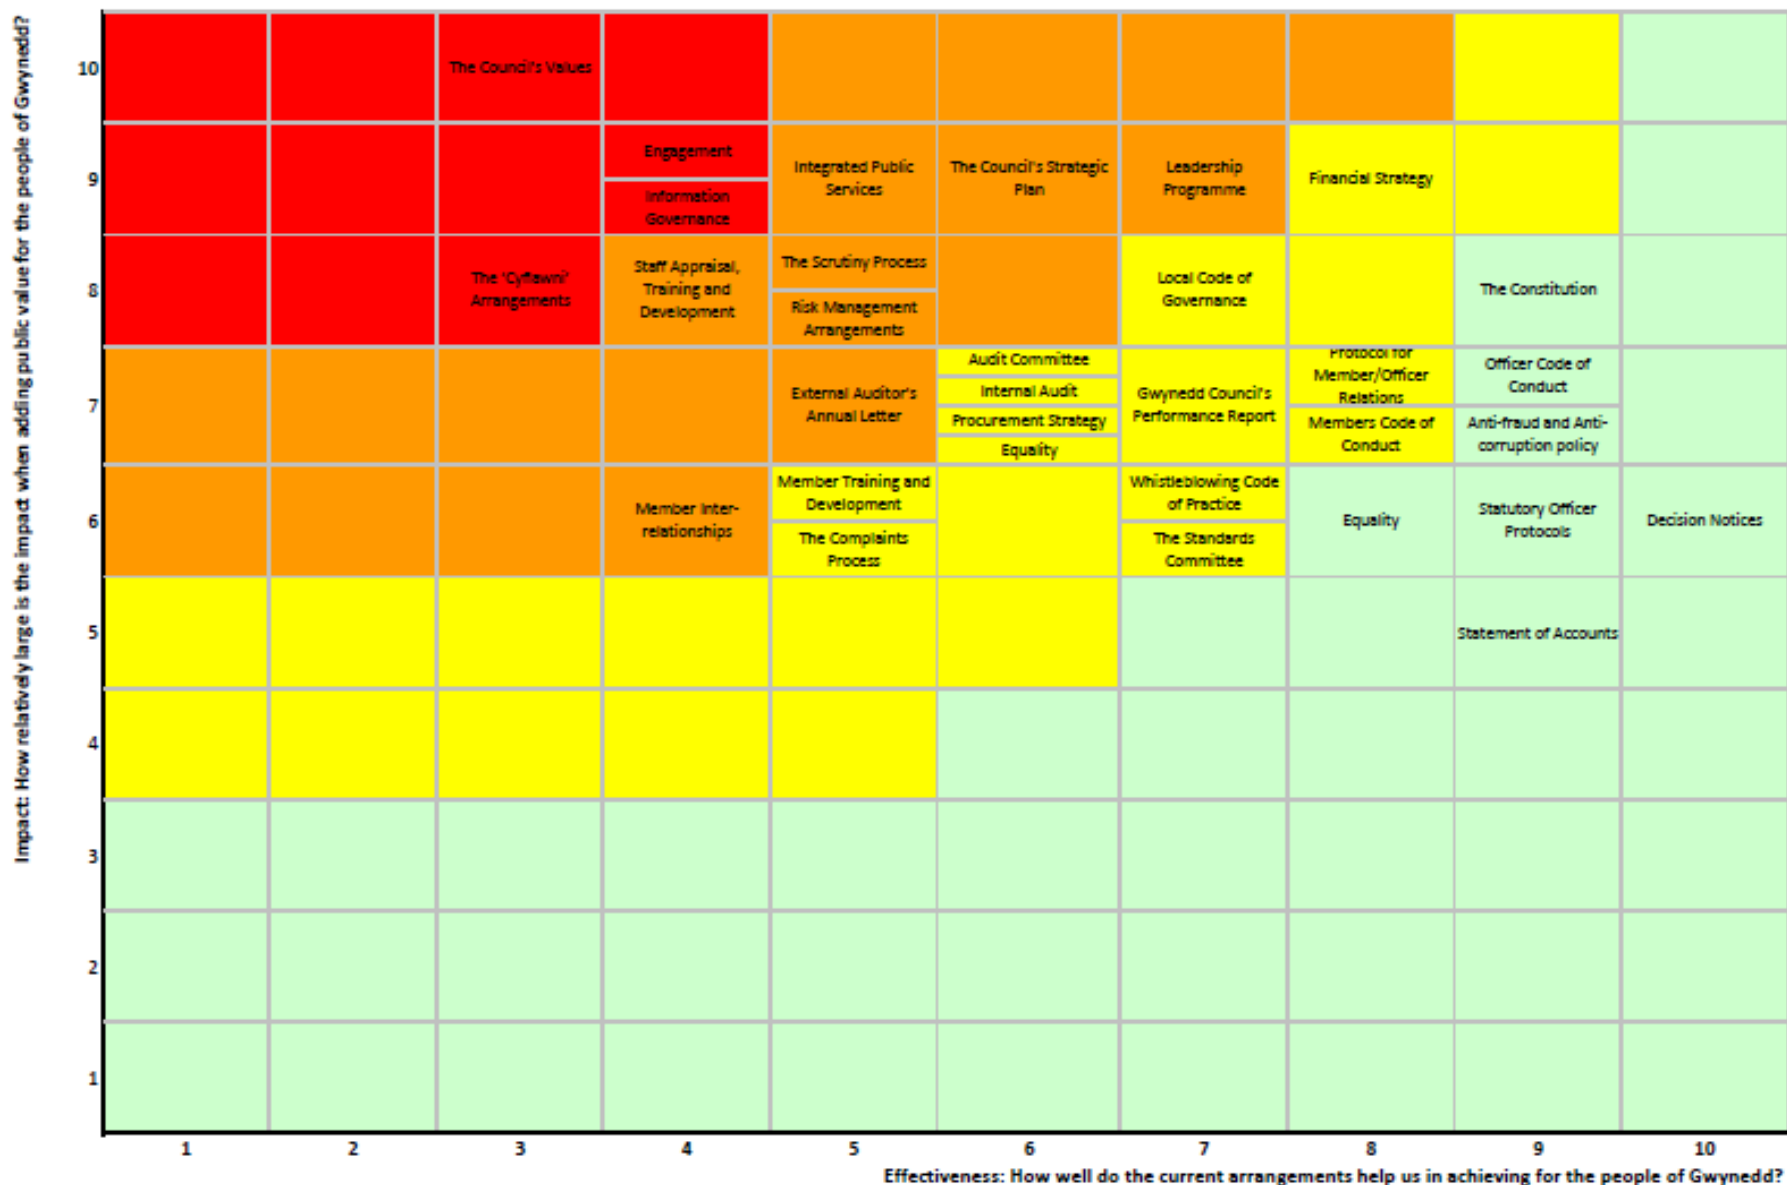 Impact: How relatively large is the impact when adding public value for the people of Gwynedd?
10
The Council's Values
9
Engagement
Information
Governance
Integrated Public
Services
The Council's Strategic
Plan
Leadership
Programme
Financial Strategy
8
The 'Cyflawni'
Arrangements
Staff Appraisal,
Training and
Development
The Scrutiny Process
Risk Management
Arrangements
Local Code of
Governance
The Constitution
7
External Auditor's
Annual Letter
Audit Committee
Internal Audit
Procurement Strategy
Equality
Gwynedd Council's
Performance Report
Protocol for
Member/Officer
Relations
Members Code of
Conduct
Officer Code of
Conduct
Anti-fraud and Anti-
corruption policy
6
Member Inter-
relationships
Member Training and
Development
The Complaints
Process
Whistleblowing Code
of Practice
The Standards
Committee
Equality
Statutory Officer
Protocols
Decision Notices
5
Statement of Accounts
4
3
2
1
1 2 3 4 5 6 7 8 9 10
Effectiveness: How well do the current arrangements help us in achieving for the people of Gwynedd?